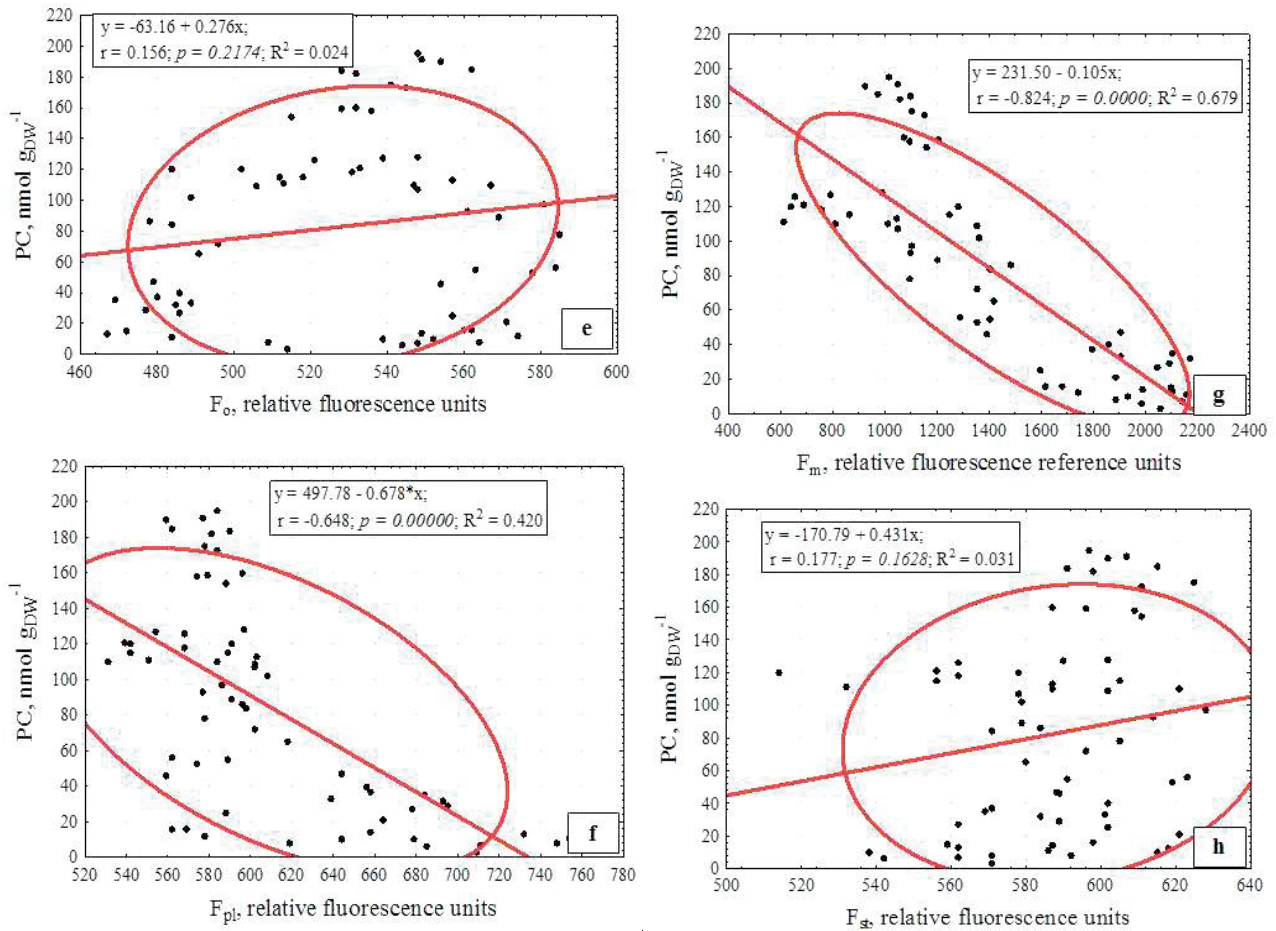 y = -63.16 + 0.276x;
r = 0.156; p = 0.2174; R² = 0.024
220
200
180
160
140
120
100
80
60
40
20
0
PC, nmol gDW⁻¹
e
460 480 500 520 540 560 580 600
Fo, relative fluorescence units
y = 231.50 - 0.105x;
r = -0.824; p = 0.0000; R² = 0.679
220
200
180
160
140
120
100
80
60
40
20
0
PC, nmol gDW⁻¹
g
400 600 800 1000 1200 1400 1600 1800 2000 2200 2400
Fm, relative fluorescence reference units
y = 497.78 - 0.678*x;
r = -0.648; p = 0.00000; R² = 0.420
220
200
180
160
140
120
100
80
60
40
20
0
PC, nmol gDW⁻¹
f
520 540 560 580 600 620 640 660 680 700 720 740 760 780
Fpl, relative fluorescence units
y = -170.79 + 0.431x;
r = 0.177; p = 0.1628; R² = 0.031
220
200
180
160
140
120
100
80
60
40
20
0
PC, nmol gDW⁻¹
h
500 520 540 560 580 600 620 640
Fst, relative fluorescence units